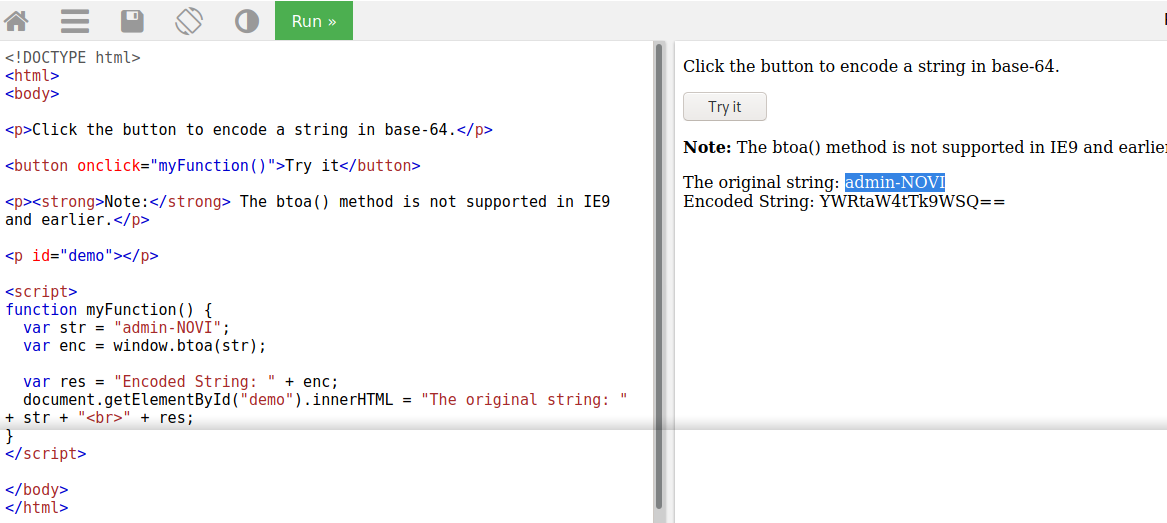 Run »
<!DOCTYPE html>
<html>
<body>
<p>Click the button to encode a string in base-64.</p>
<button onclick="myFunction()">Try it</button>
<p><strong>Note:</strong> The btoa() method is not supported in IE9
and earlier.</p>
<p id="demo"></p>
<script>
function myFunction() {
  var str = "admin-NOVI";
  var enc = window.btoa(str);
  var res = "Encoded String: " + enc;
  document.getElementById("demo").innerHTML = "The original string: "
+ str + "<br>" + res;
}
</script>
</body>
</html>
Click the button to encode a string in base-64.
Try it
Note: The btoa() method is not supported in IE9 and earlier
The original string: admin-NOVI
Encoded String: YWRtaW4tTk9WSQ==